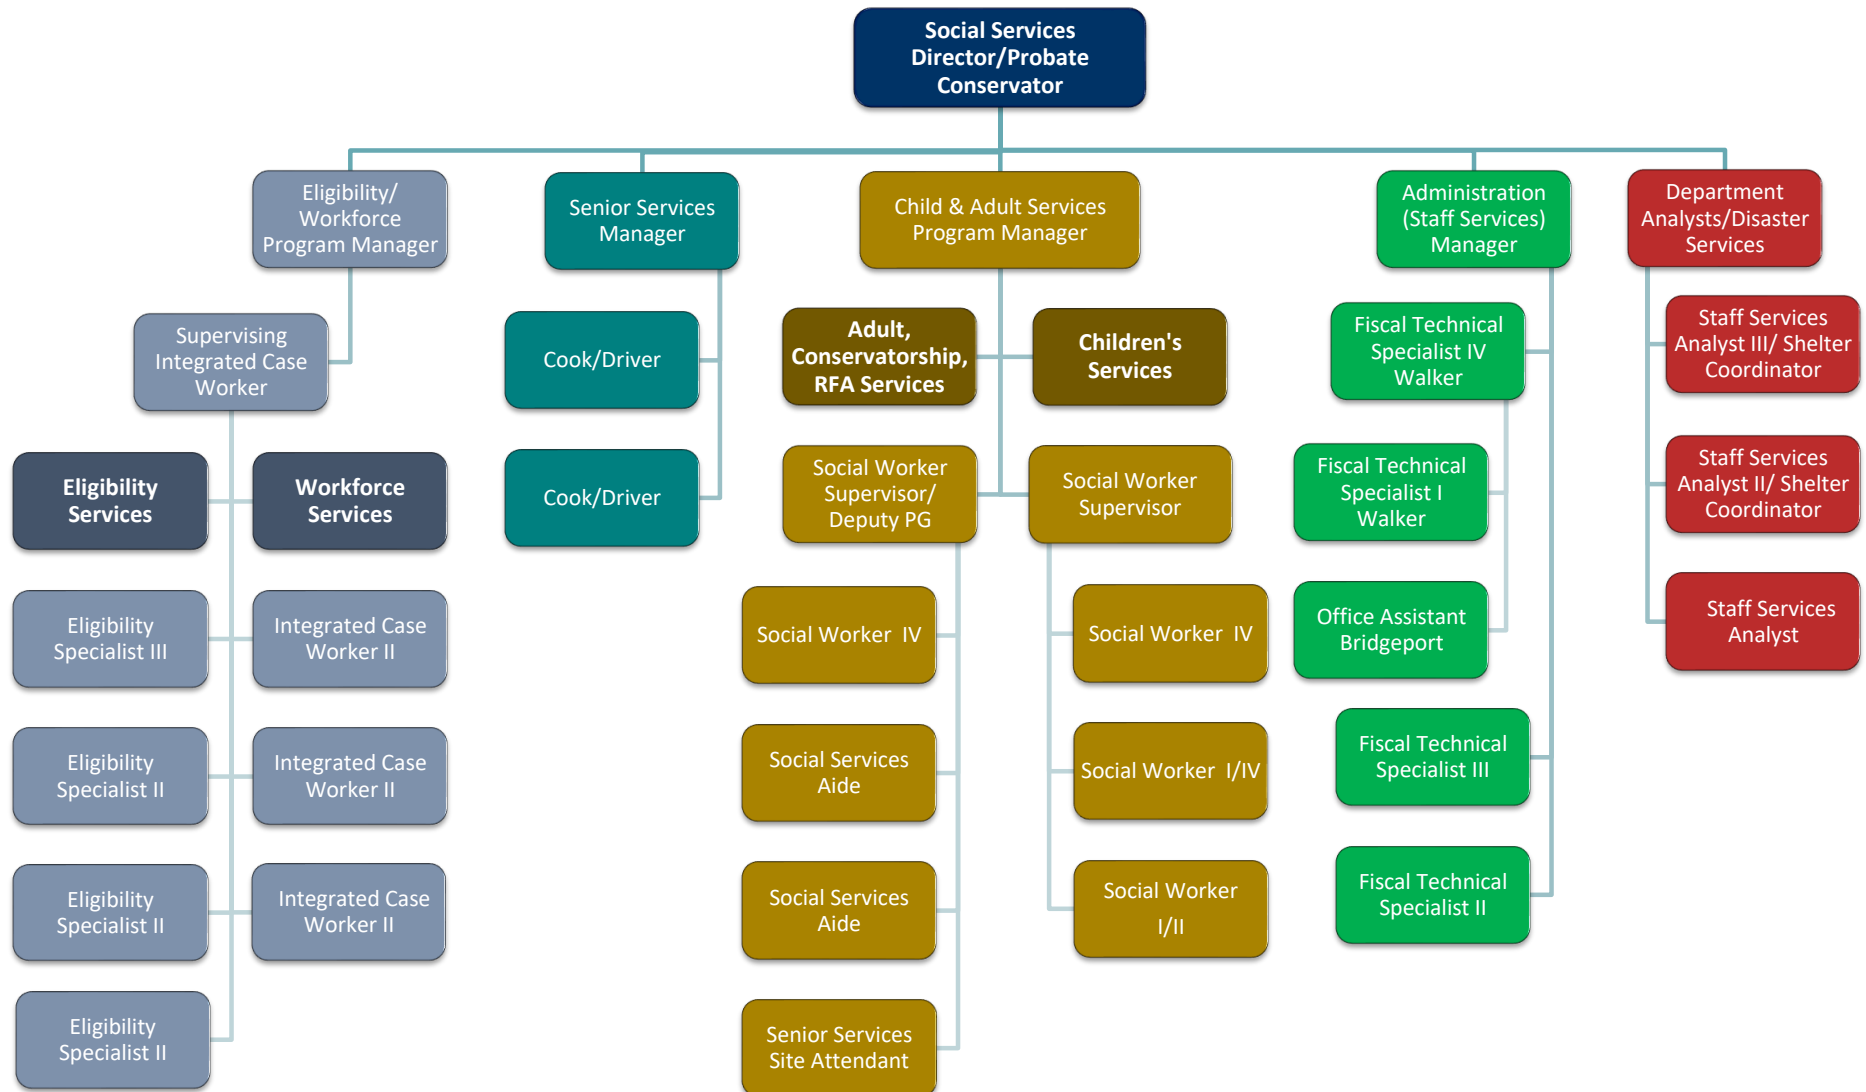 Social Services
Director/Probate
Conservator
Eligibility/
Workforce
Program Manager
Senior Services
Manager
Child & Adult Services
Program Manager
Administration
(Staff Services)
Manager
Department
Analysts/Disaster
Services
Supervising
Integrated Case
Worker
Eligibility
Services
Workforce
Services
Eligibility
Specialist III
Integrated Case
Worker II
Eligibility
Specialist II
Integrated Case
Worker II
Eligibility
Specialist II
Integrated Case
Worker II
Eligibility
Specialist II
Cook/Driver
Cook/Driver
Adult,
Conservatorship,
RFA Services
Children's
Services
Social Worker
Supervisor/
Deputy PG
Social Worker
Supervisor
Social Worker IV
Social Services
Aide
Social Services
Aide
Senior Services
Site Attendant
Social Worker IV
Social Worker I/IV
Social Worker
I/II
Fiscal Technical
Specialist IV
Walker
Fiscal Technical
Specialist I
Walker
Office Assistant
Bridgeport
Fiscal Technical
Specialist III
Fiscal Technical
Specialist II
Staff Services
Analyst III/ Shelter
Coordinator
Staff Services
Analyst II/ Shelter
Coordinator
Staff Services
Analyst